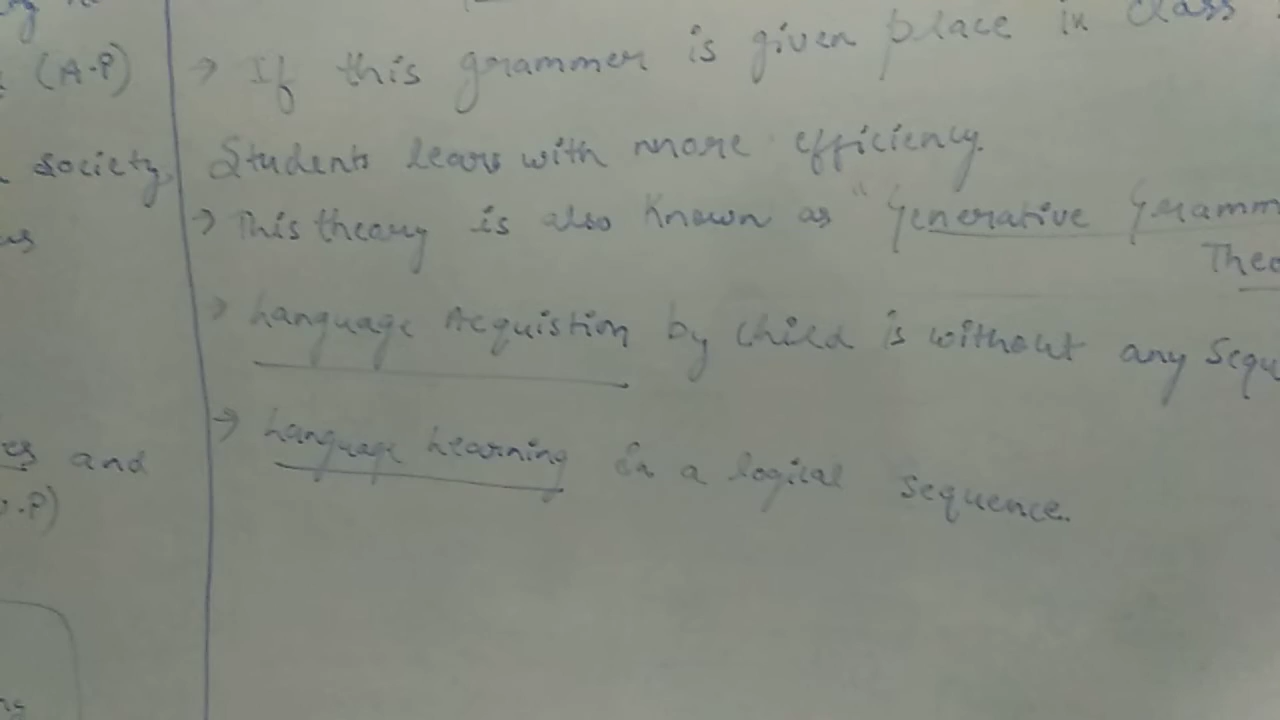 (A.P)
society,
and
→ If this grammer is given place in class
Students learn with more efficiency.
→ This theory is also known as "Generative Gramm
Theo
→ Language Acquistion by child is without any Sequ
→ Language Learning in a logical sequence.